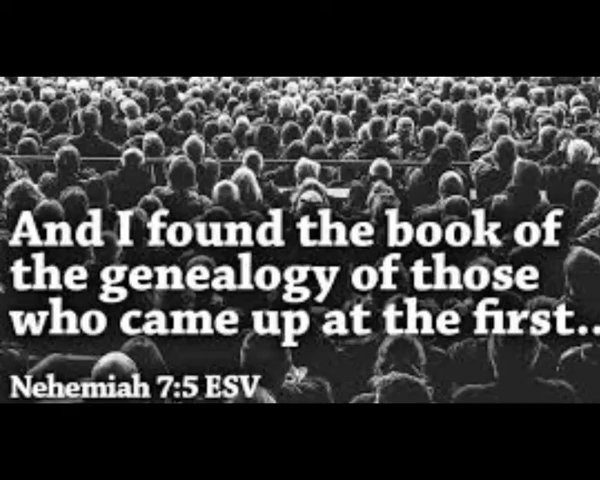 And I found the book of
the genealogy of those
who came up at the first..
Nehemiah 7:5 ESV